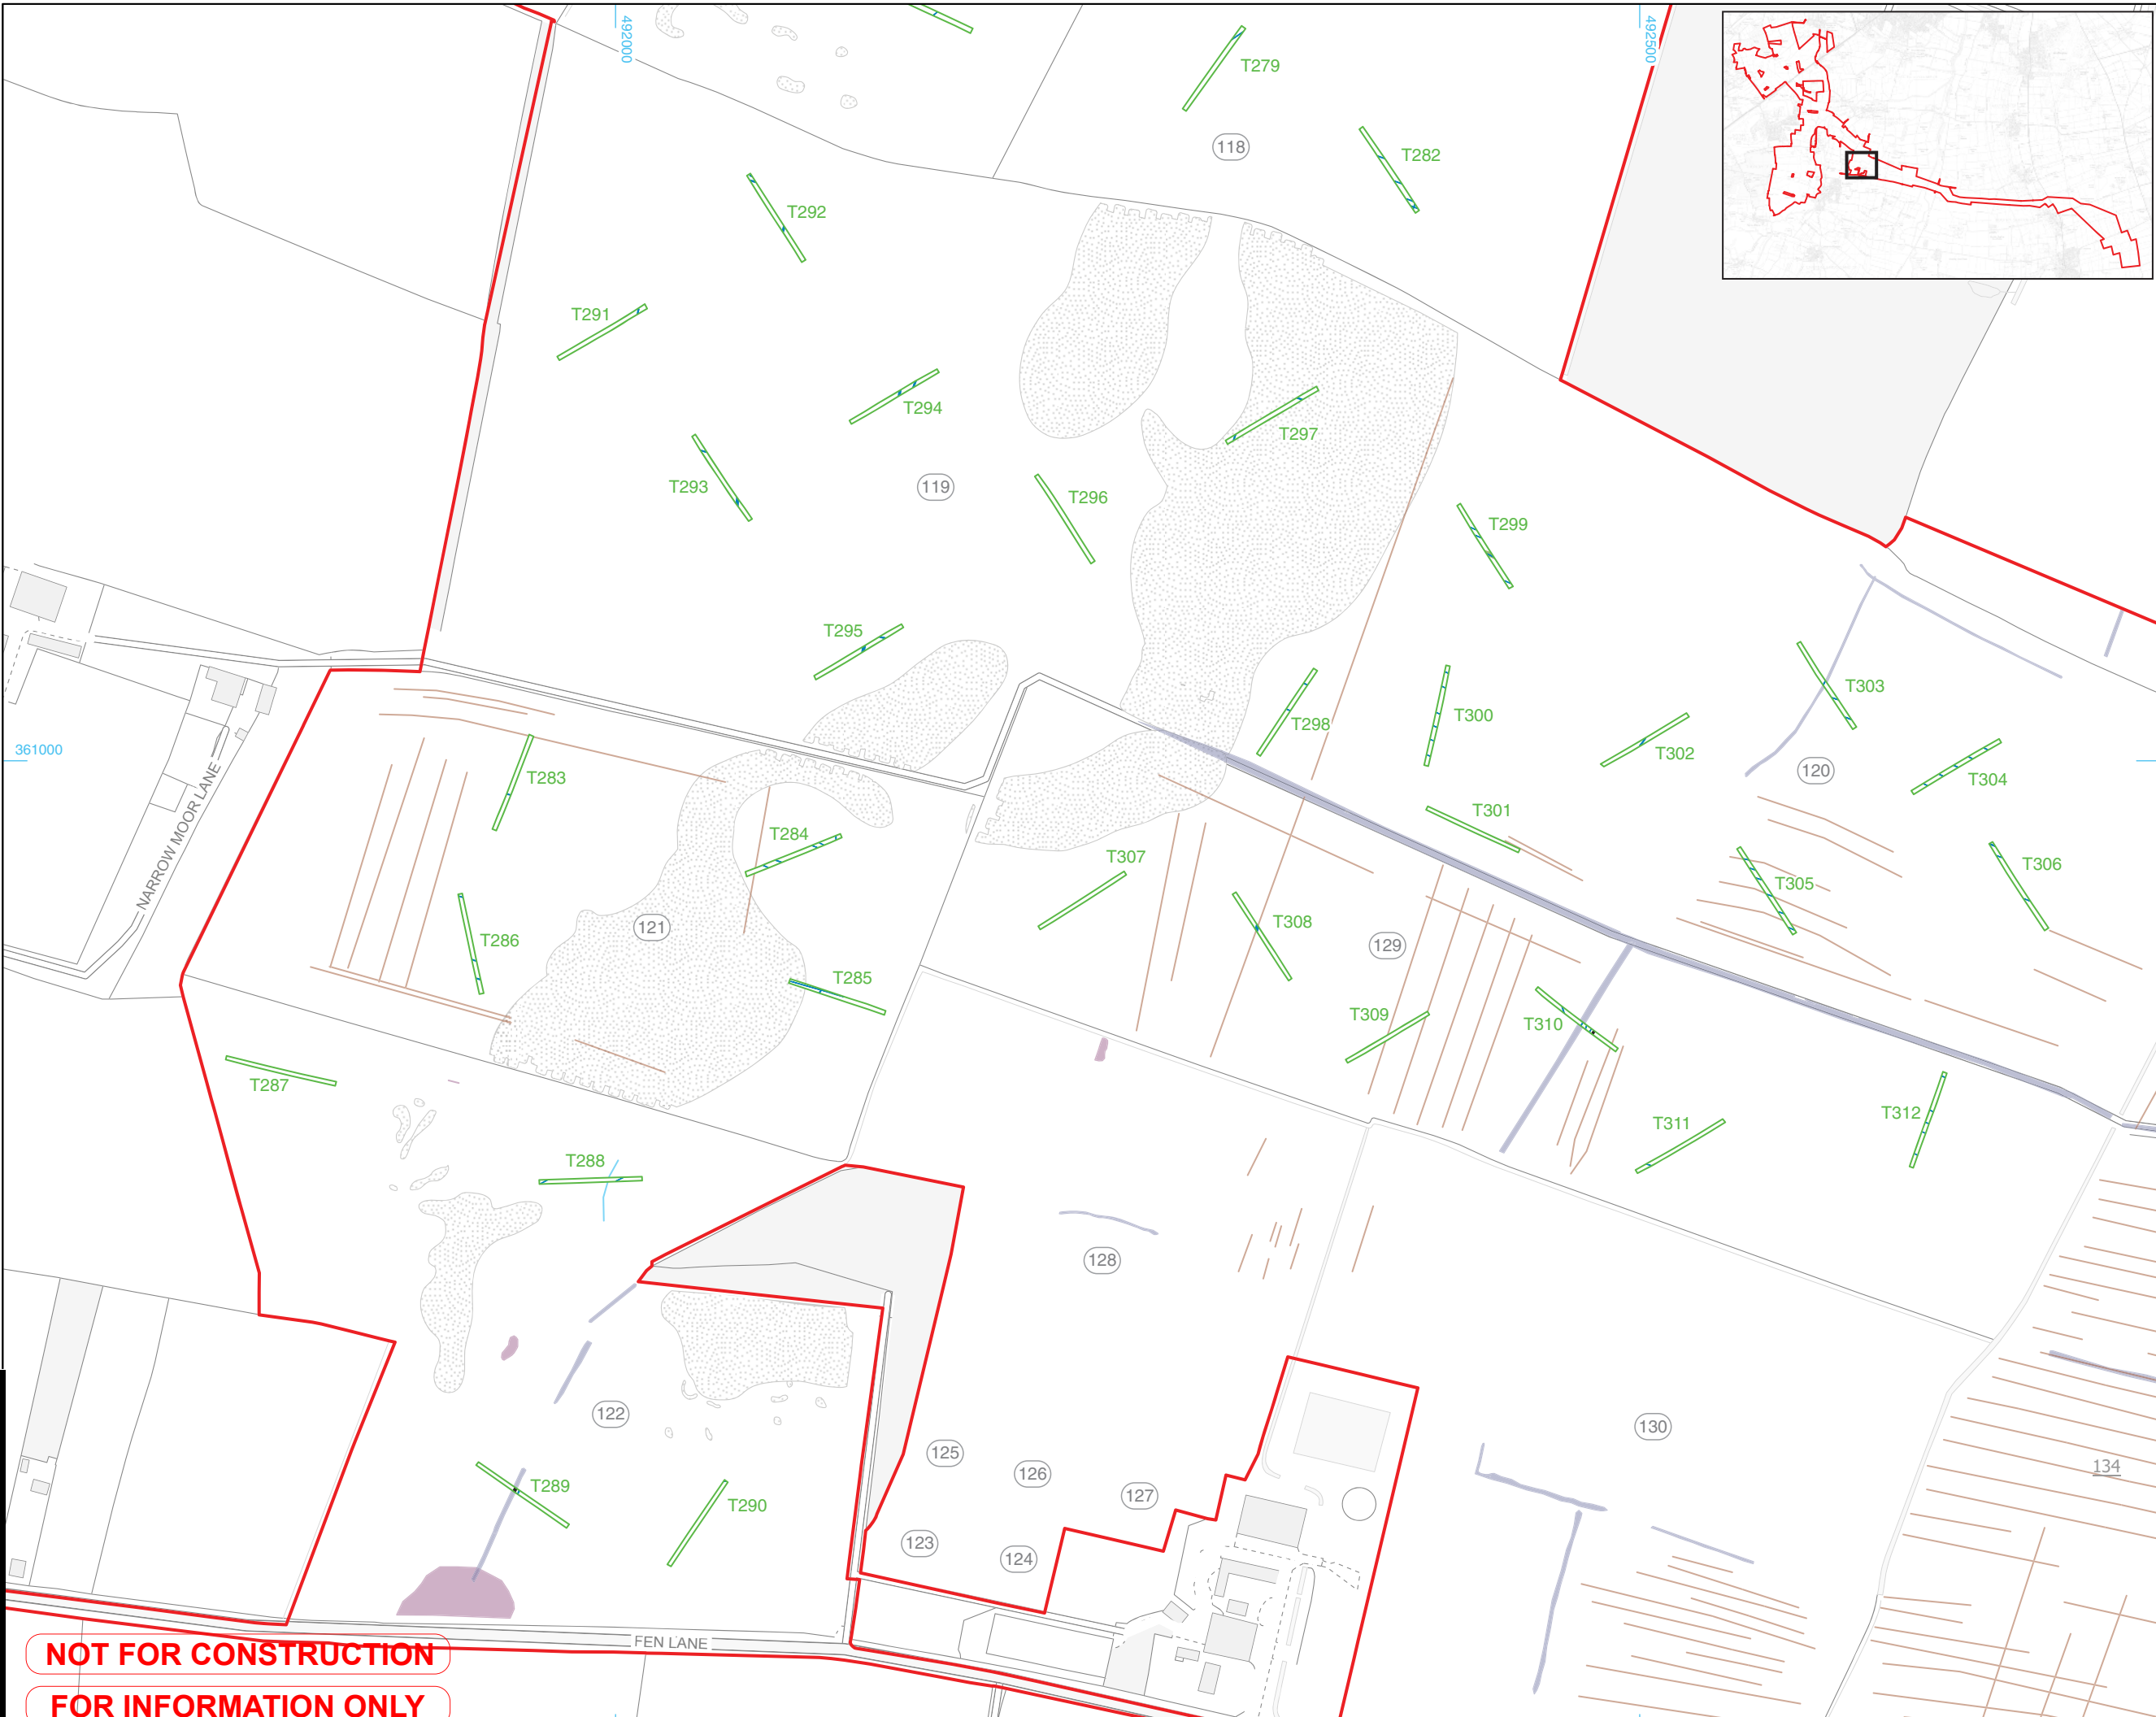 492000
492500
T279
118
T282
T292
T291
T294
T297
T293
119
T296
T299
T295
T303
T298
T300
T302
361000
T283
120
T304
T301
T284
T307
T306
T305
NARROW MOOR LANE
121
T308
T286
129
T285
T309
T310
T287
T312
T311
T288
128
122
130
125
134
126
T289
127
T290
123
124
FEN LANE
NOT FOR CONSTRUCTION
FOR INFORMATION ONLY